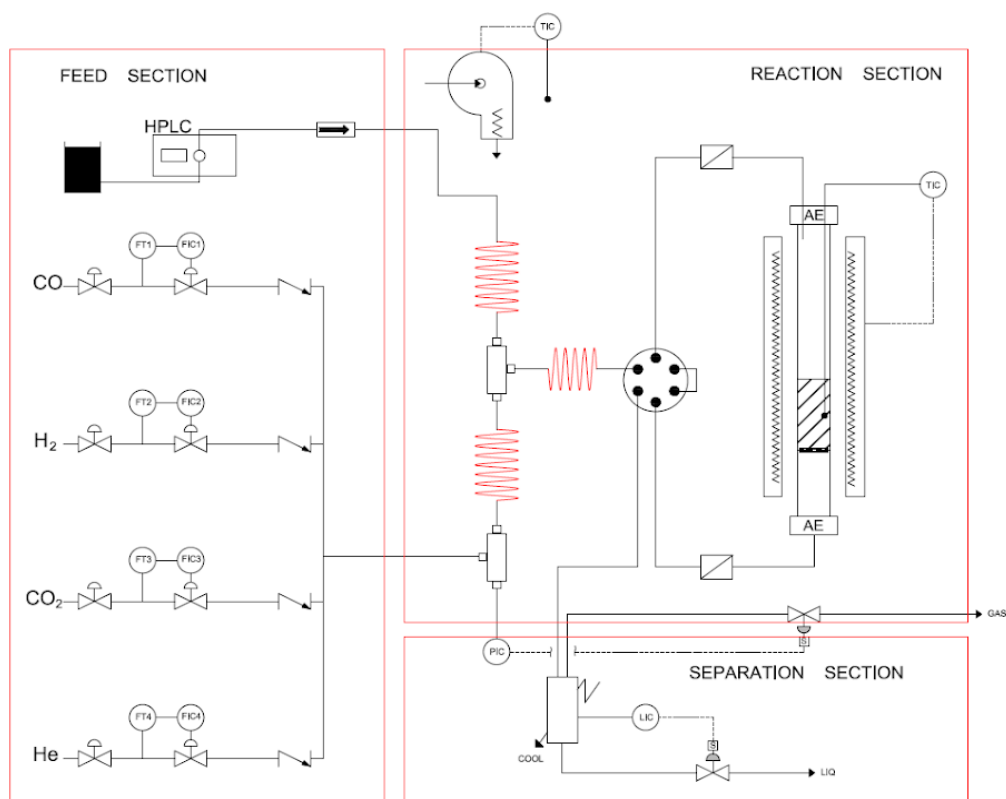 TIC
FEED SECTION
REACTION SECTION
HPLC
TIC
AE
FT1
FIC1
CO
FT2
FIC2
H₂
AE
FT3
FIC3
CO₂
GAS
S
PIC
SEPARATION SECTION
FT4
FIC4
LIC
S
He
COOL
LIQ